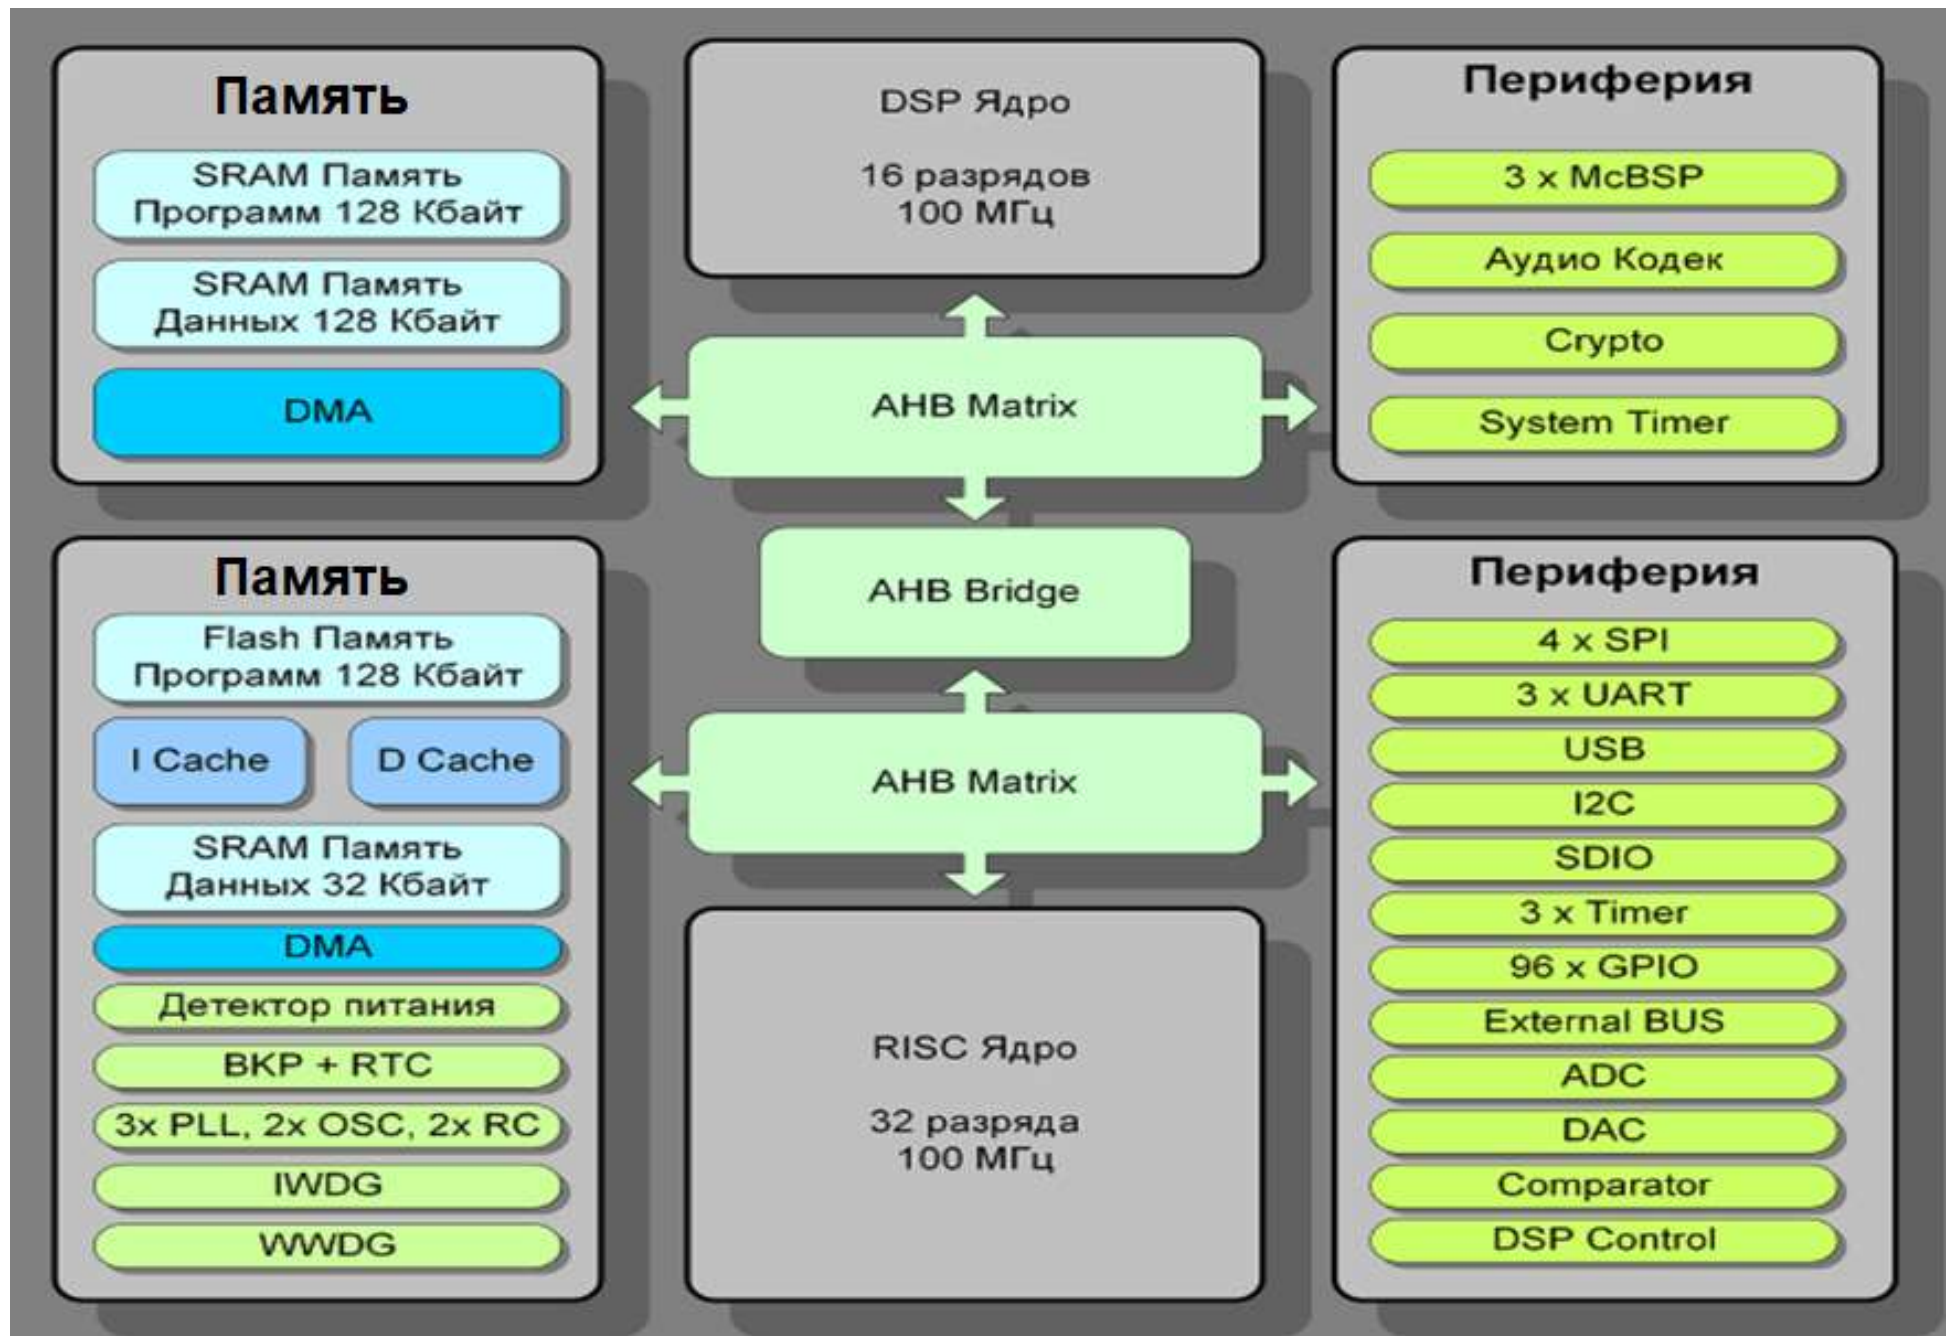 Память
SRAM Память
Программ 128 Кбайт
SRAM Память
Данных 128 Кбайт
DMA
DSP Ядро
16 разрядов
100 МГц
AHB Matrix
Периферия
3 x McBSP
Аудио Кодек
Crypto
System Timer
AHB Bridge
Память
Flash Память
Программ 128 Кбайт
I Cache
D Cache
SRAM Память
Данных 32 Кбайт
DMA
Детектор питания
BKP + RTC
3x PLL, 2x OSC, 2x RC
IWDG
WWDG
AHB Matrix
RISC Ядро
32 разряда
100 МГц
Периферия
4 x SPI
3 x UART
USB
I2C
SDIO
3 x Timer
96 x GPIO
External BUS
ADC
DAC
Comparator
DSP Control